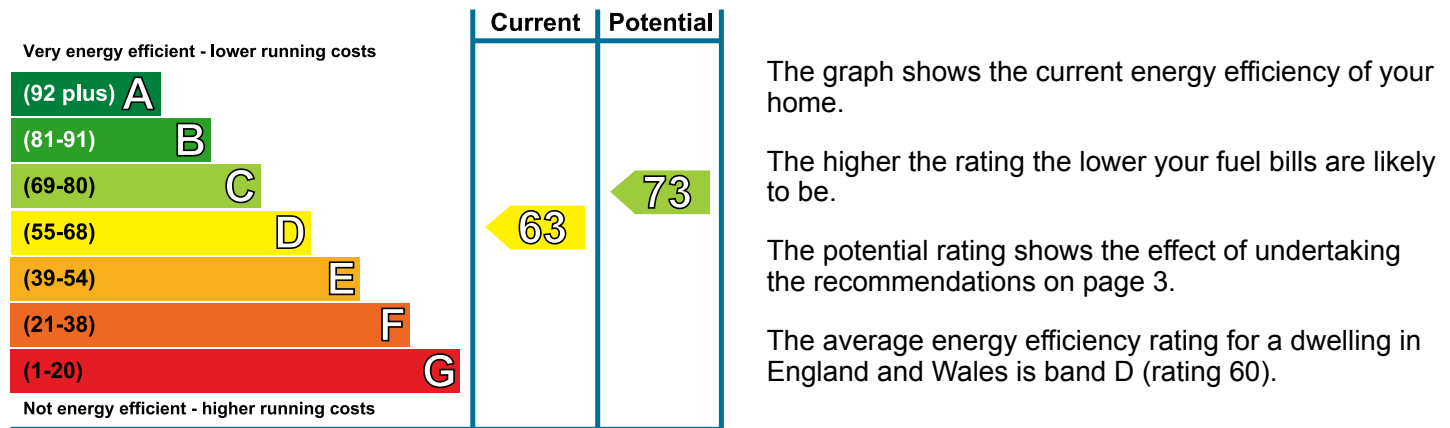 Current Potential
Very energy efficient - lower running costs
(92 plus) A
(81-91) B
(69-80) C
(55-68) D
(39-54) E
(21-38) F
(1-20) G
Not energy efficient - higher running costs
63
73
The graph shows the current energy efficiency of your
home.
The higher the rating the lower your fuel bills are likely
to be.
The potential rating shows the effect of undertaking
the recommendations on page 3.
The average energy efficiency rating for a dwelling in
England and Wales is band D (rating 60).